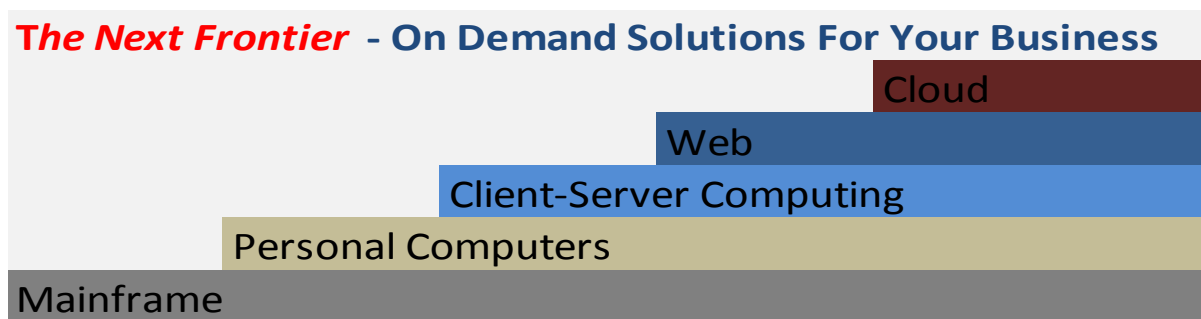 The Next Frontier - On Demand Solutions For Your Business
Cloud
Web
Client-Server Computing
Personal Computers
Mainframe